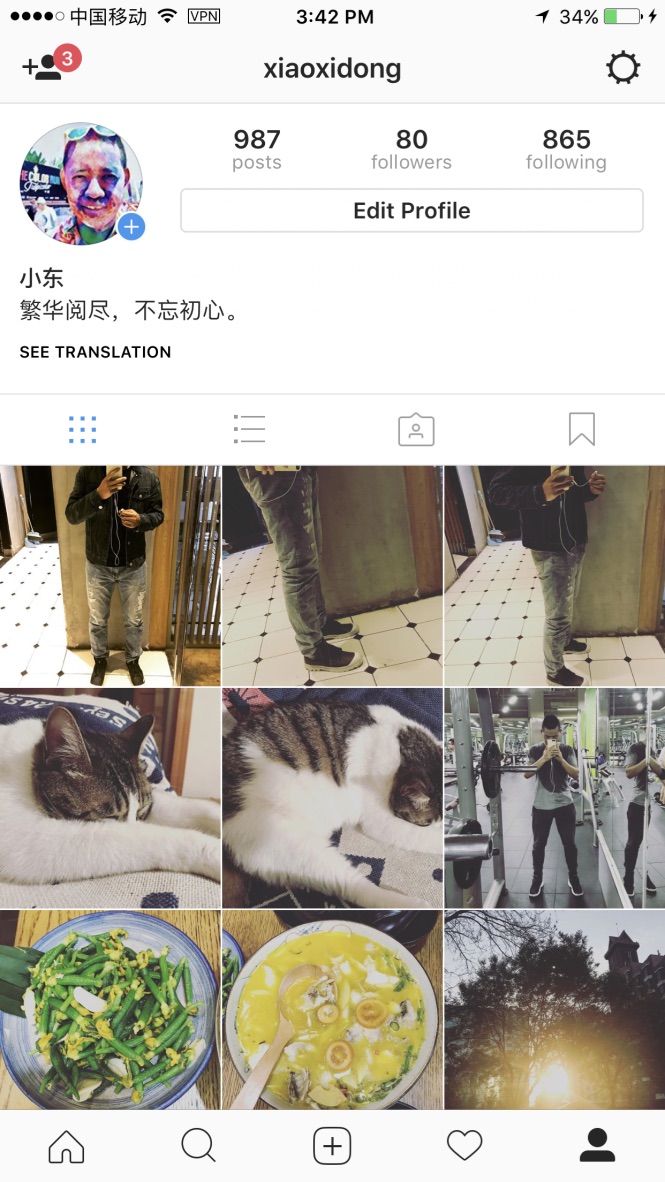 中国移动 VPN 3:42 PM 34%
3
xiaoxidong
987 80 865
posts followers following
Edit Profile
小东
繁华阅尽，不忘初心。
SEE TRANSLATION